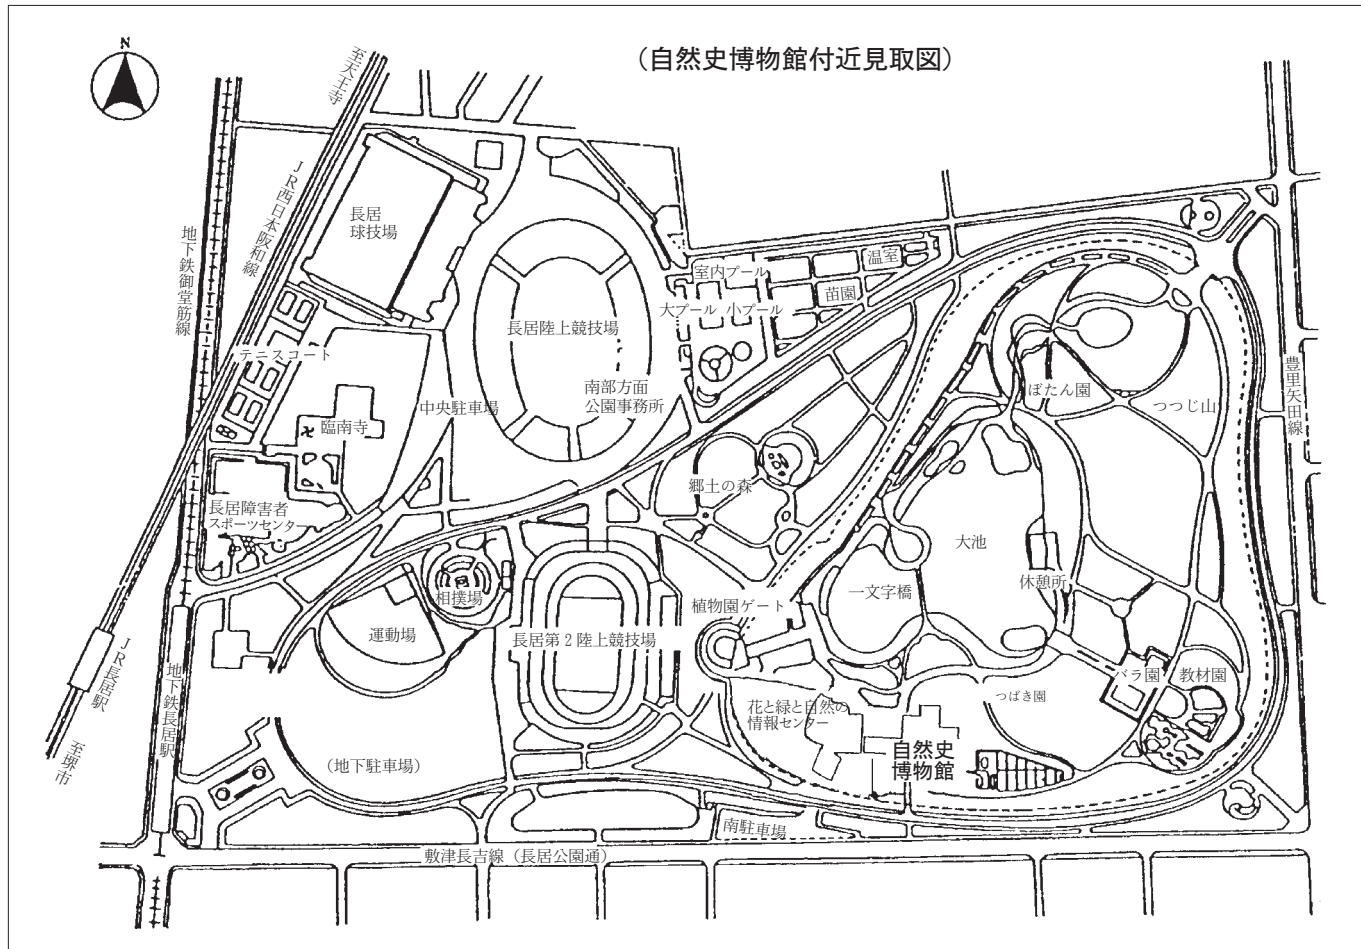 （自然史博物館付近見取図）
N
至天王寺
JR西日本阪和線
地下鉄御堂筋線
長居
球技場
室内プール
温室
苗園
大プール
小プール
長居陸上競技場
テニスコート
南部方面
公園事務所
中央駐車場
臨南寺
ぼたん園
つつじ山
豊里矢田線
郷土の森
長居障害者
スポーツセンター
大池
休憩所
一文字橋
相撲場
植物園ゲート
運動場
長居第2陸上競技場
JR長居駅
地下鉄長居駅
至堺市
バラ園
教材園
つばき園
花と緑と自然の
情報センター
自然史
博物館
（地下駐車場）
南駐車場
敷津長吉線（長居公園通）